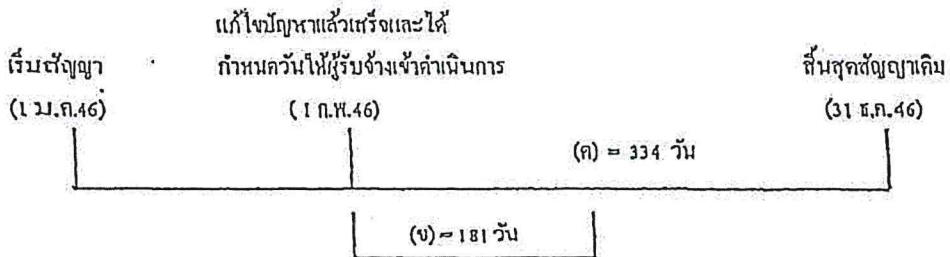 แก้ไขปัญหาแล้วเสร็จและได้
เริ่มสัญญา กำหนดวันให้ผู้รับจ้างเข้าดำเนินการ สิ้นสุดสัญญาเดิม
(1 ม.ค.46) (1 ก.พ.46) (31 ธ.ค.46)
(ค) = 334 วัน
(ข) = 181 วัน